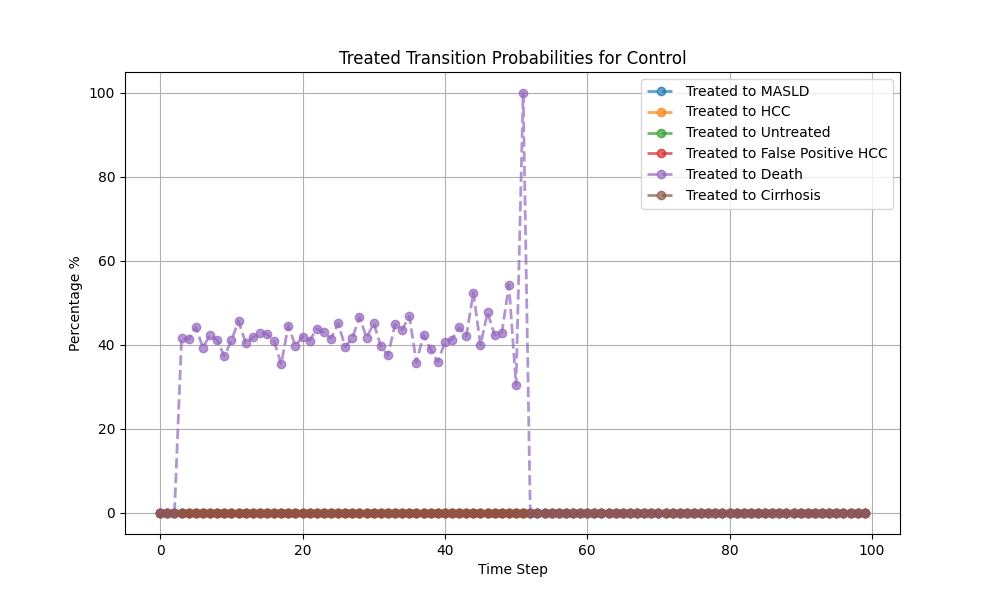 Treated Transition Probabilities for Control
Treated to MASLD
Treated to HCC
Treated to Untreated
Treated to False Positive HCC
Treated to Death
Treated to Cirrhosis
Percentage %
100
80
60
40
20
0
0 20 40 60 80 100
Time Step